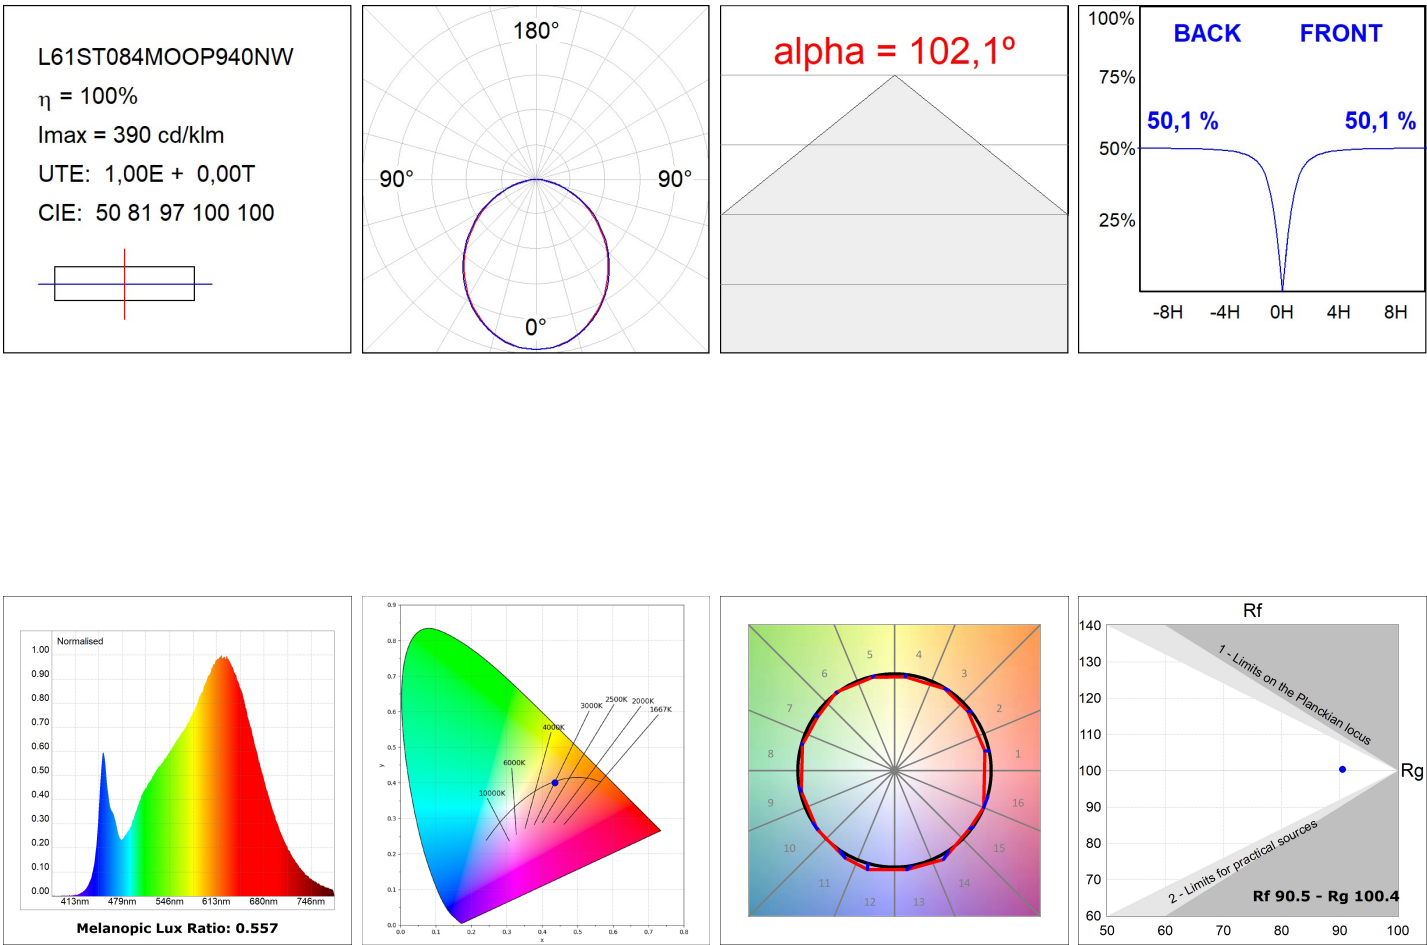 L61ST084MOOP940NW
η = 100%
Imax = 390 cd/klm
UTE: 1,00E + 0,00T
CIE: 50 81 97 100 100
180°
90°
90°
0°
alpha = 102,1º
100%
BACK
FRONT
75%
50,1 %
50,1 %
50%
25%
-8H
-4H
0H
4H
8H
Normalised
1.00
0.90
0.80
0.70
0.60
0.50
0.40
0.30
0.20
0.10
0.00
413nm
479nm
546nm
613nm
680nm
746nm
Melanopic Lux Ratio: 0.557
0.9
0.8
0.7
0.6
0.5
0.4
0.3
0.2
0.1
0.0
y
0.0
0.1
0.2
0.3
0.4
0.5
0.6
0.7
0.8
x
10000K
6000K
4000K
3000K
2500K
2000K
1667K
5
4
6
3
7
2
8
1
9
16
10
15
11
14
12
13
Rf
140
130
120
110
100
90
80
70
60
Rg
1 - Limits on the Planckian locus
2 - Limits for practical sources
Rf 90.5 - Rg 100.4
50
60
70
80
90
100